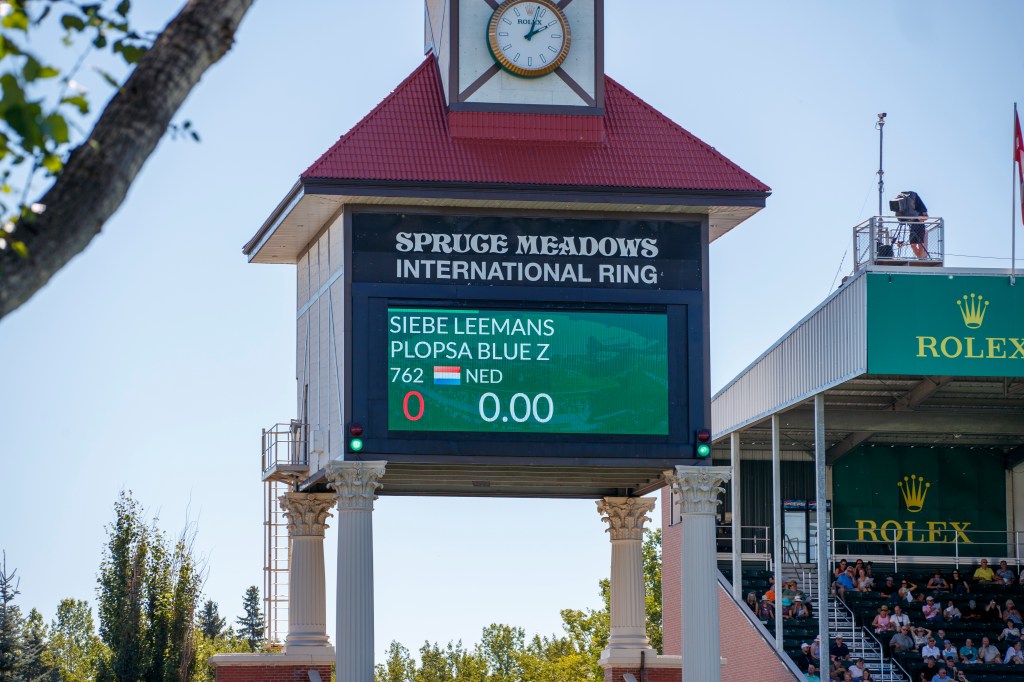 ROLEX
SPRUCE MEADOWS
INTERNATIONAL RING
SIEBE LEEMANS
PLOPSA BLUE Z
762 NED
0 0.00
ROLEX
ROLEX